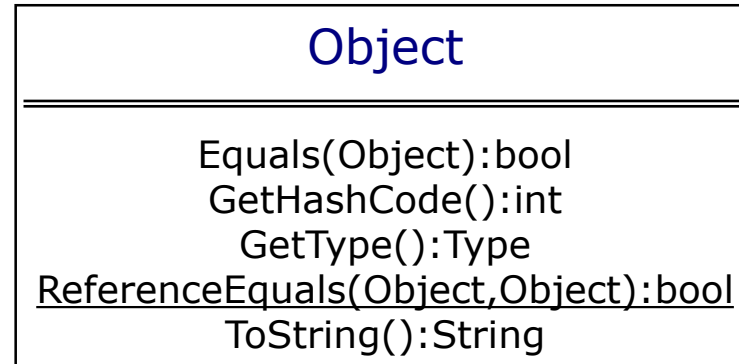 Object
Equals(Object):bool
GetHashCode():int
GetType():Type
ReferenceEquals(Object,Object):bool
ToString():String